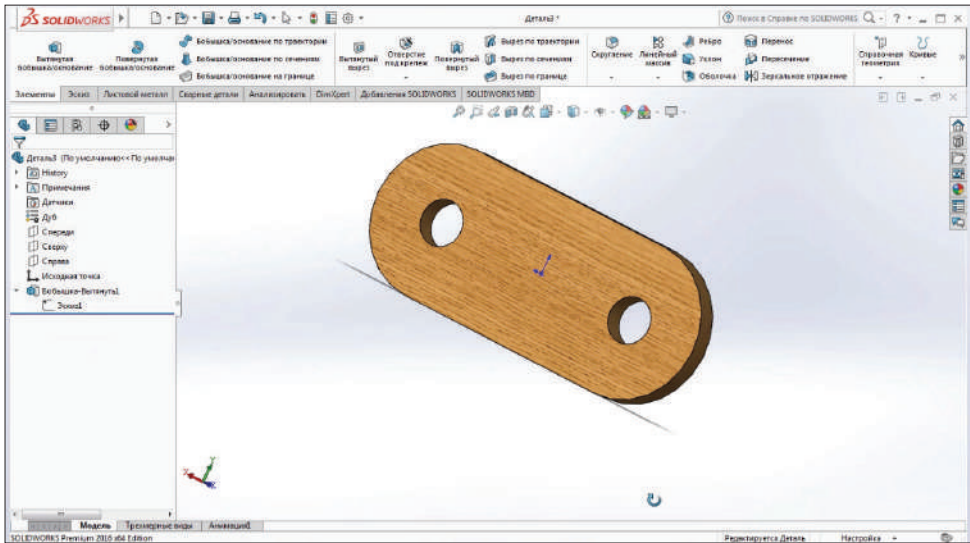 SOLIDWORKS
Деталь3 *
Поиск в Справке по SOLIDWORKS
Вытянутая бобышка/основание
Повернутая бобышка/основание
Бобышка/основание по траектории
Бобышка/основание по сечениям
Бобышка/основание на границе
Вытянутый вырез
Отверстие под крепеж
Повернутый вырез
Вырез по траектории
Вырез по сечениям
Вырез по границе
Скругление
Линейный массив
Ребро
Уклон
Оболочка
Перенос
Пересечение
Зеркальное отражение
Справочная геометрия
Кривые
Элементы
Эскиз
Листовой металл
Сварные детали
Анализировать
DimXpert
Добавления SOLIDWORKS
SOLIDWORKS MBD
Деталь3 (По умолчанию<<По умолчан
History
Примечания
Датчики
Дуб
Спереди
Сверху
Справа
Исходная точка
Бобышка-Вытянуть1
Эскиз1
Модель
Трехмерные виды
Анимация1
SOLIDWORKS Premium 2016 x64 Edition
Редактируется Деталь
Настройка